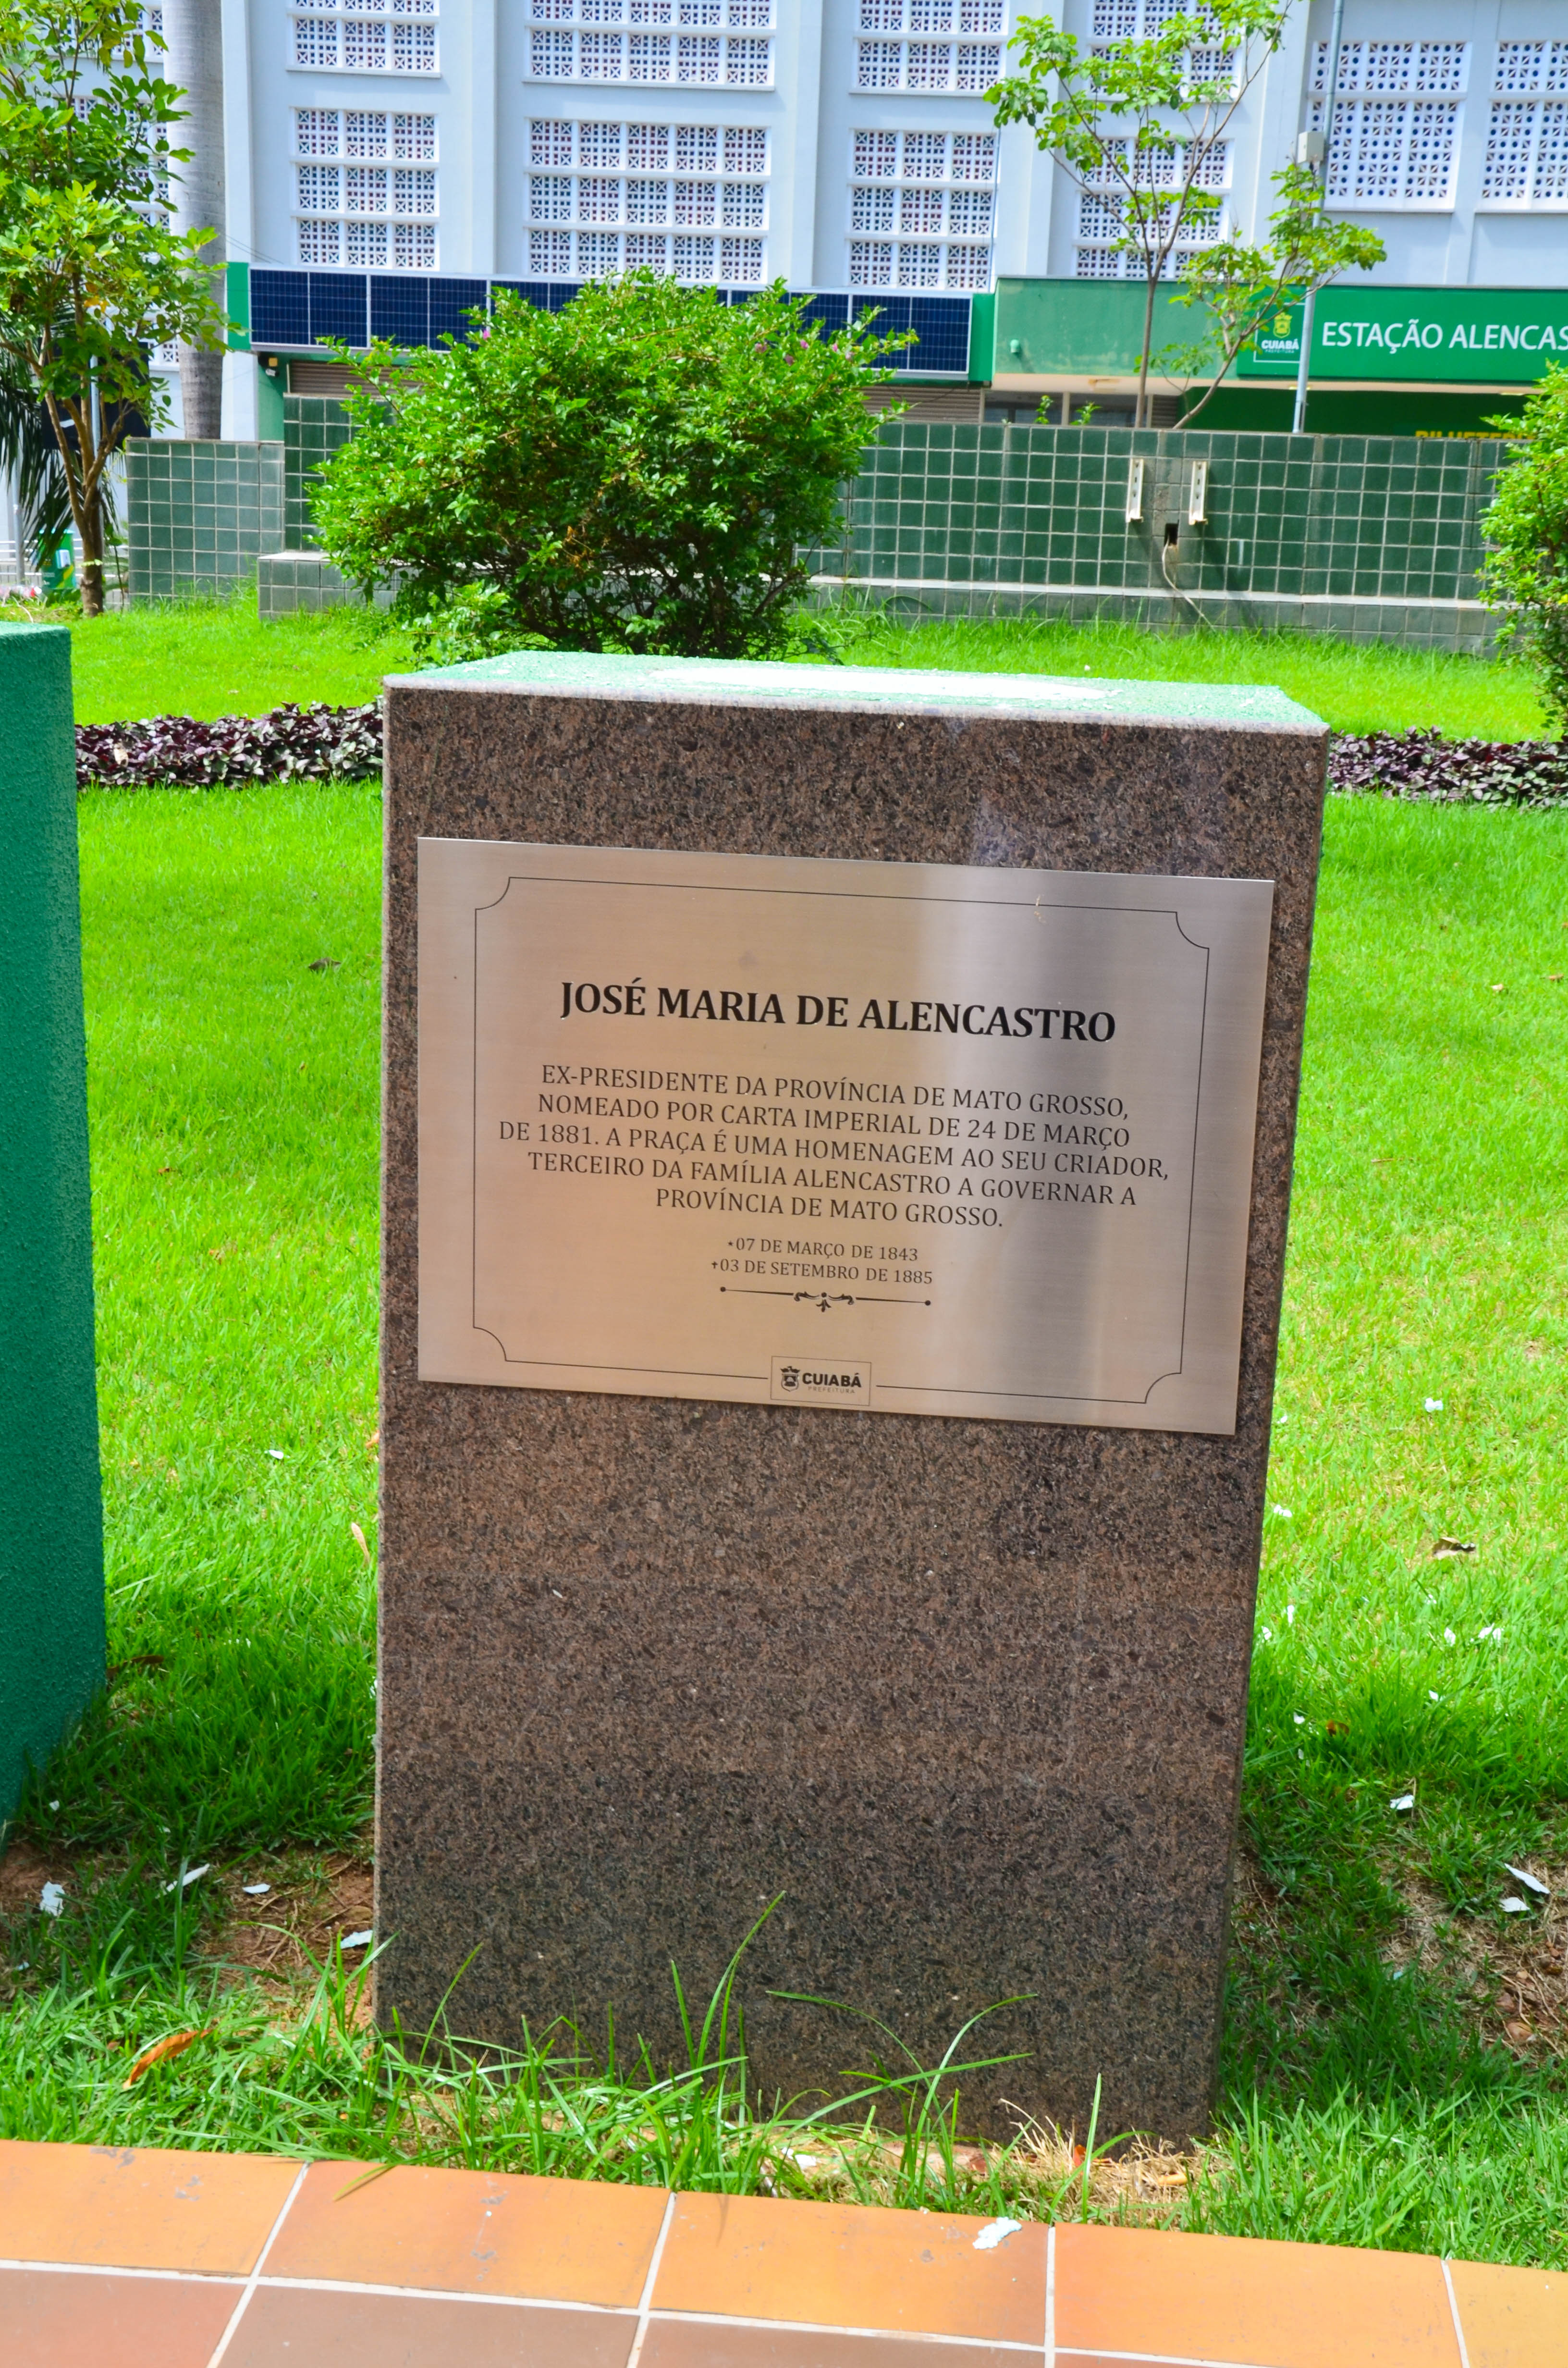 CUIABÁ
PREFEITURA
ESTAÇÃO ALENCAS
JOSÉ MARIA DE ALENCASTRO
EX-PRESIDENTE DA PROVÍNCIA DE MATO GROSSO,
NOMEADO POR CARTA IMPERIAL DE 24 DE MARÇO
DE 1881. A PRAÇA É UMA HOMENAGEM AO SEU CRIADOR,
TERCEIRO DA FAMÍLIA ALENCASTRO A GOVERNAR A
PROVÍNCIA DE MATO GROSSO.
⋆07 DE MARÇO DE 1843
✝03 DE SETEMBRO DE 1885
CUIABÁ
PREFEITURA